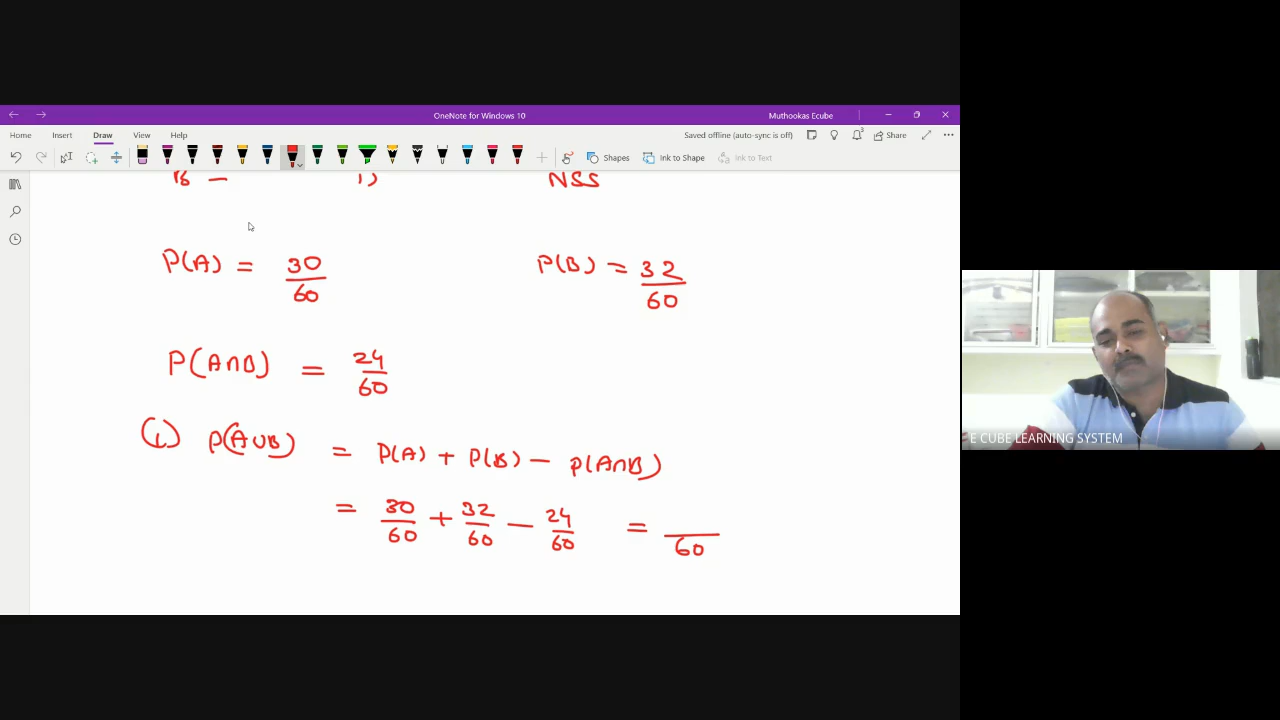 OneNote for Windows 10
Muthookas Ecube
Home Insert Draw View Help
Saved offline (auto-sync is off)
3
Share
Shapes
Ink to Shape
Ink to Text
B – NSS
P(A) = 30/60
P(B) = 32/60
P(A∩B) = 24/60
(i) P(A∪B) = P(A) + P(B) – P(A∩B)
= 30/60 + 32/60 – 24/60 = /60
E CUBE LEARNING SYSTEM